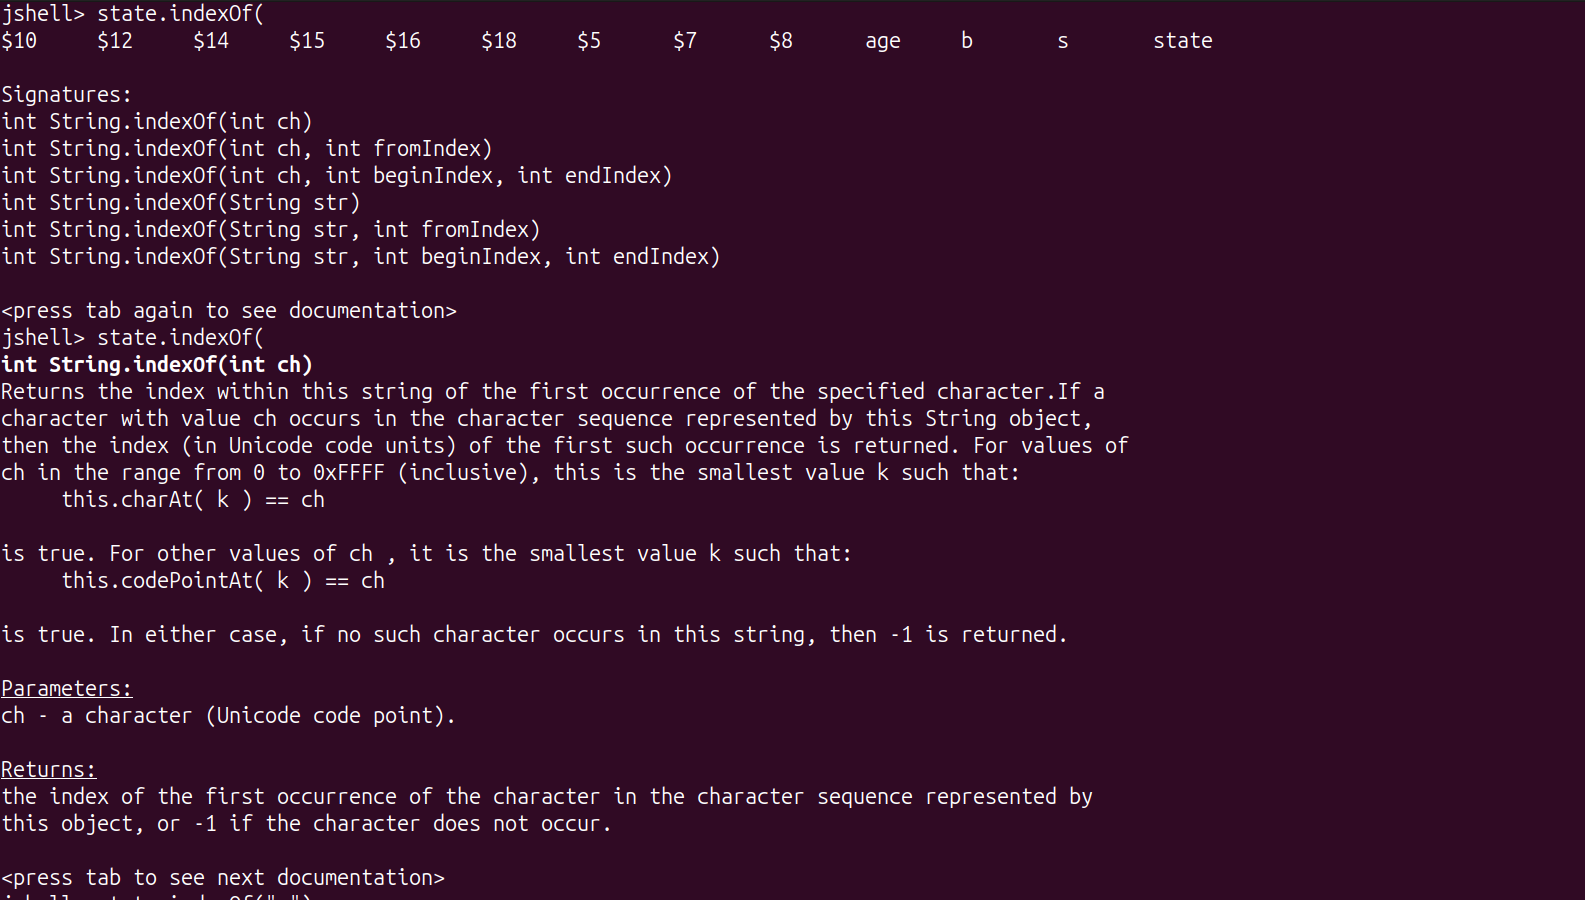 jshell> state.indexOf(
$10 $12 $14 $15 $16 $18 $5 $7 $8 age b s state
Signatures:
int String.indexOf(int ch)
int String.indexOf(int ch, int fromIndex)
int String.indexOf(int ch, int beginIndex, int endIndex)
int String.indexOf(String str)
int String.indexOf(String str, int fromIndex)
int String.indexOf(String str, int beginIndex, int endIndex)
<press tab again to see documentation>
jshell> state.indexOf(
int String.indexOf(int ch)
Returns the index within this string of the first occurrence of the specified character.If a
character with value ch occurs in the character sequence represented by this String object,
then the index (in Unicode code units) of the first such occurrence is returned. For values of
ch in the range from 0 to 0xFFFF (inclusive), this is the smallest value k such that:
this.charAt( k ) == ch
is true. For other values of ch , it is the smallest value k such that:
this.codePointAt( k ) == ch
is true. In either case, if no such character occurs in this string, then -1 is returned.
Parameters:
ch - a character (Unicode code point).
Returns:
the index of the first occurrence of the character in the character sequence represented by
this object, or -1 if the character does not occur.
<press tab to see next documentation>